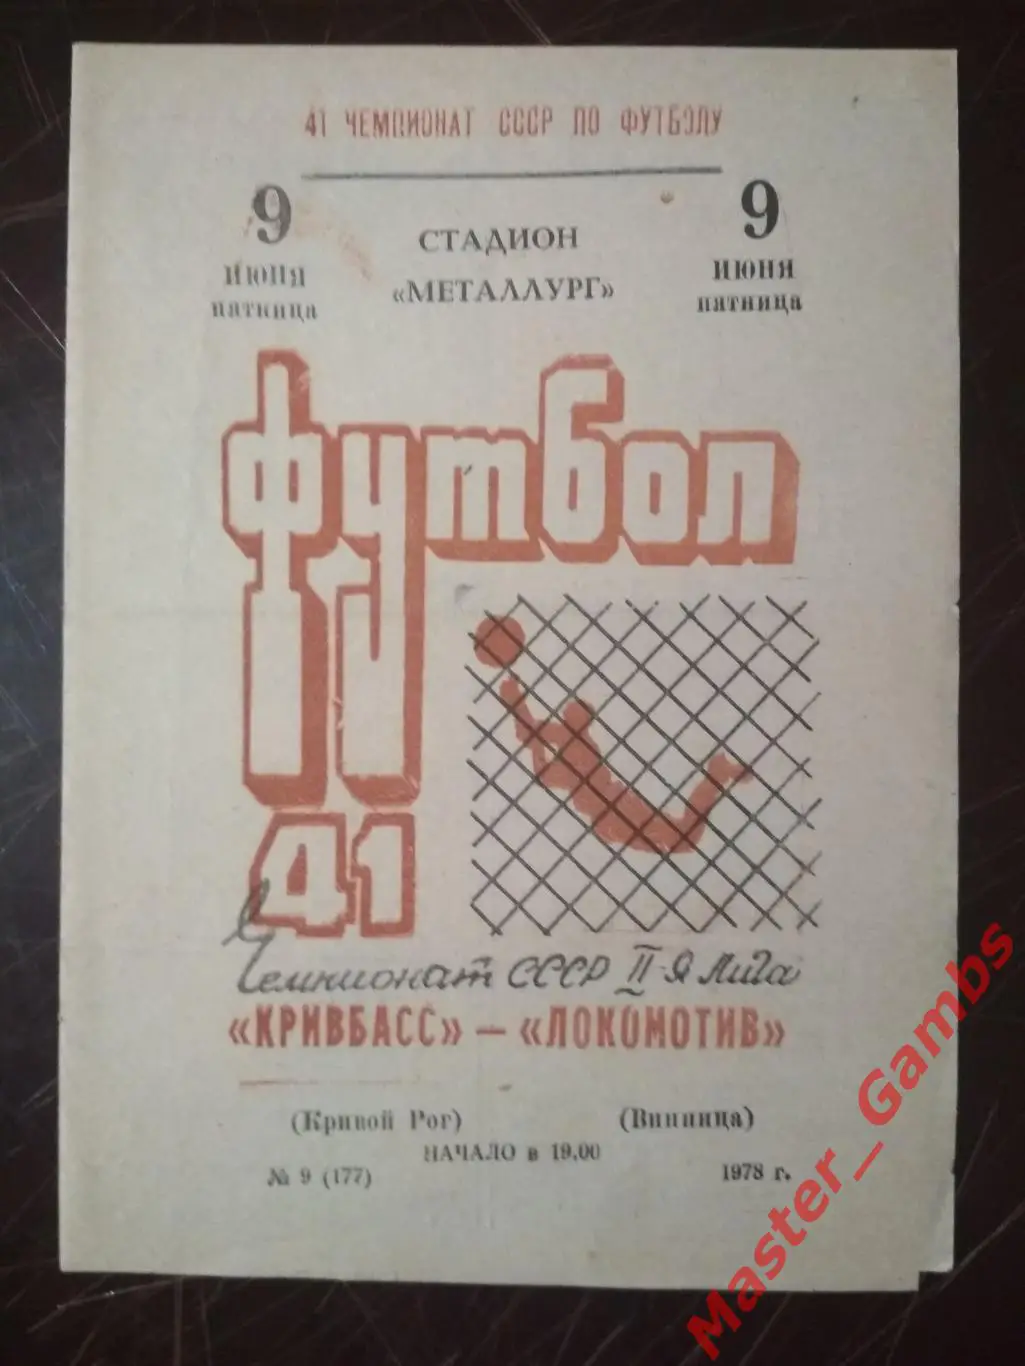 41 ЧЕМПИОНАТ СССР ПО ФУТБОЛУ
9 ИЮНЯ ПЯТНИЦА
СТАДИОН «МЕТАЛЛУРГ»
9 ИЮНЯ ПЯТНИЦА
футбол
41
Чемпионат СССР II-я Лига
«КРИВБАСС» — «ЛОКОМОТИВ»
(Кривой Рог) (Винница)
НАЧАЛО в 19.00
№ 9 (177) 1978 г.
Master_Gambs